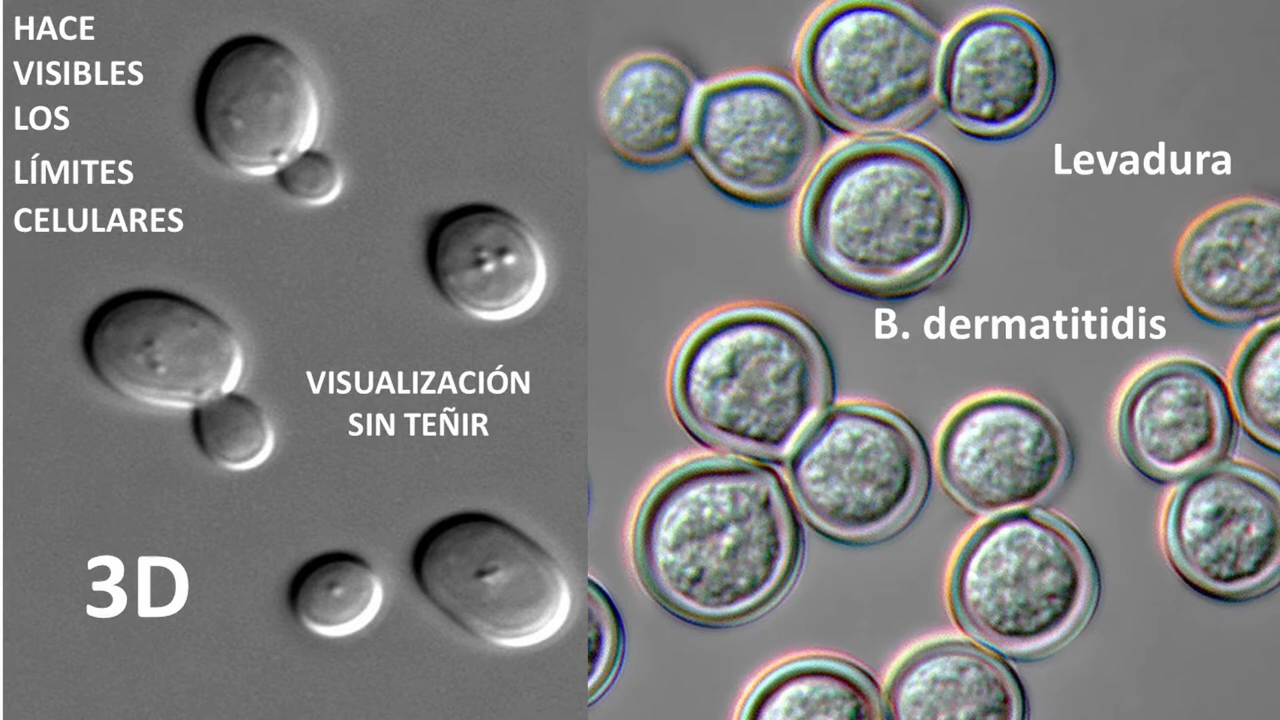 HACE
VISIBLES
LOS
LÍMITES
CELULARES
VISUALIZACIÓN
SIN TEÑIR
3D
Levadura
B. dermatitidis